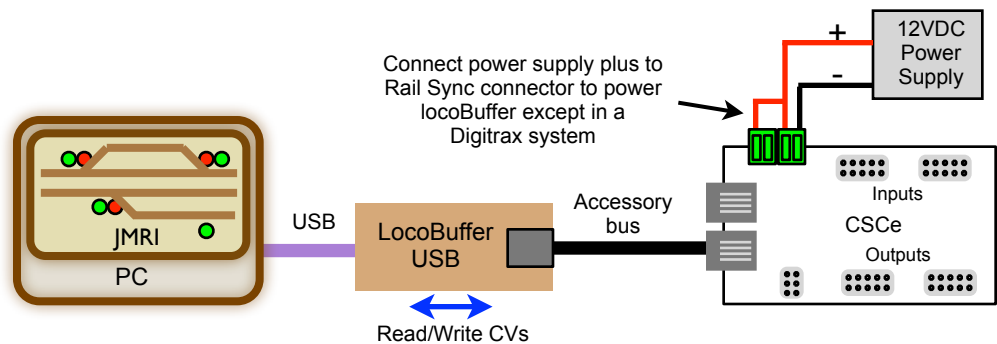 12VDC
Power
Supply
+
-
Connect power supply plus to
Rail Sync connector to power
locoBuffer except in a
Digitrax system
Inputs
CSCe
Outputs
Accessory
bus
USB
LocoBuffer
USB
JMRI
PC
Read/Write CVs